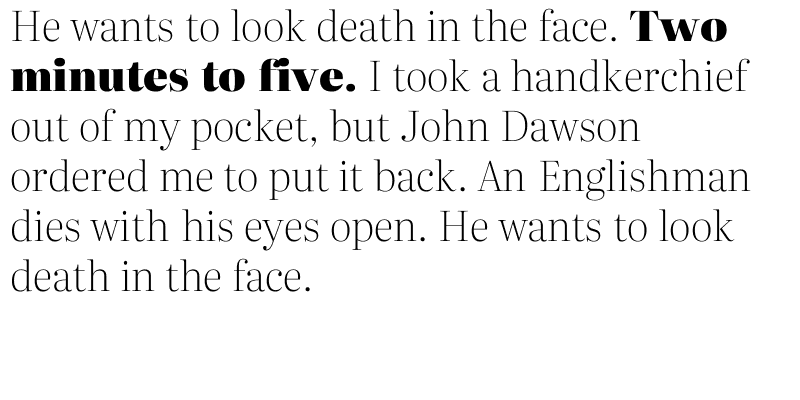 He wants to look death in the face. Two
minutes to five. I took a handkerchief
out of my pocket, but John Dawson
ordered me to put it back. An Englishman
dies with his eyes open. He wants to look
death in the face.